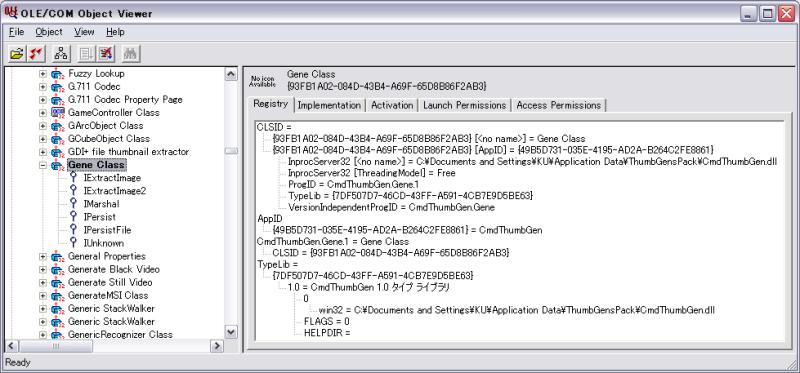 OLE/COM Object Viewer
File Object View Help
Fuzzy Lookup
G.711 Codec
G.711 Codec Property Page
GameController Class
GArcObject Class
GCubeObject Class
GDI+ file thumbnail extractor
Gene Class
IExtractImage
IExtractImage2
IMarshal
IPersist
IPersistFile
IUnknown
General Properties
Generate Black Video
Generate Still Video
GenerateMSI Class
Generic StackWalker
Generic StackWalker
GenericRecognizer Class
No icon
Available
Gene Class
{93FB1A02-084D-43B4-A69F-65D8B86F2AB3}
Registry Implementation Activation Launch Permissions Access Permissions
CLSID =
{93FB1A02-084D-43B4-A69F-65D8B86F2AB3} [<no name>] = Gene Class
{93FB1A02-084D-43B4-A69F-65D8B86F2AB3} [AppID] = {49B5D731-035E-4195-AD2A-B264C2FE8861}
InprocServer32 [<no name>] = C:¥Documents and Settings¥KU¥Application Data¥ThumbGensPack¥CmdThumbGen.dll
InprocServer32 [ThreadingModel] = Free
ProgID = CmdThumbGen.Gene.1
TypeLib = {7DF507D7-46CD-43FF-A591-4CB7E9D5BE63}
VersionIndependentProgID = CmdThumbGen.Gene
AppID
{49B5D731-035E-4195-AD2A-B264C2FE8861} = CmdThumbGen
CmdThumbGen.Gene.1 = Gene Class
CLSID = {93FB1A02-084D-43B4-A69F-65D8B86F2AB3}
TypeLib =
{7DF507D7-46CD-43FF-A591-4CB7E9D5BE63}
1.0 = CmdThumbGen 1.0 タイプ ライブラリ
0
win32 = C:¥Documents and Settings¥KU¥Application Data¥ThumbGensPack¥CmdThumbGen.dll
FLAGS = 0
HELPDIR =
Ready